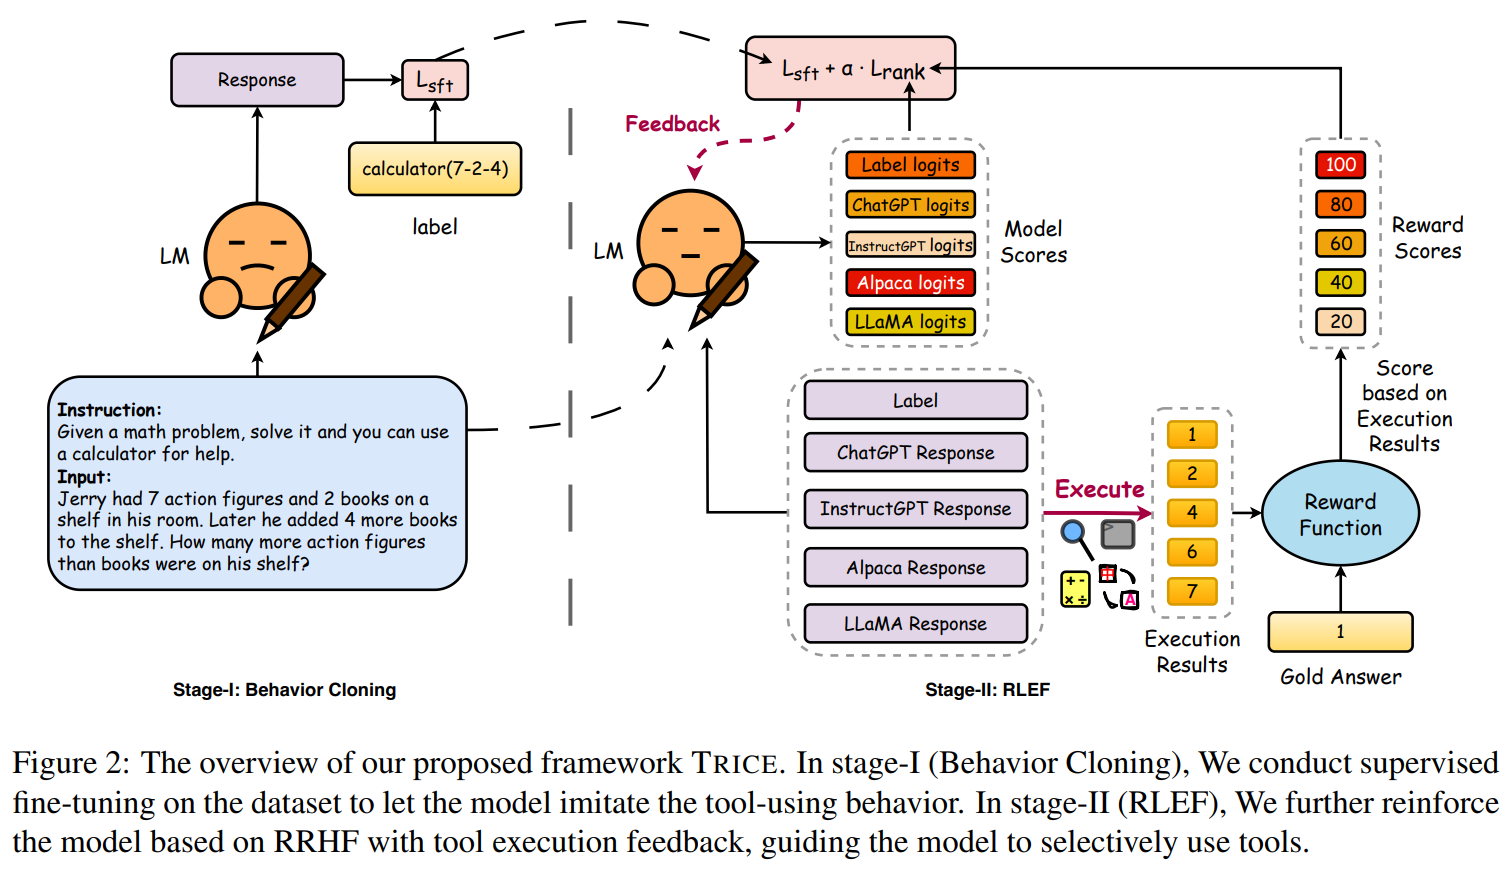 Response
Lsft
calculator(7-2-4)
label
LM
Instruction:
Given a math problem, solve it and you can use
a calculator for help.
Input:
Jerry had 7 action figures and 2 books on a
shelf in his room. Later he added 4 more books
to the shelf. How many more action figures
than books were on his shelf?
Stage-I: Behavior Cloning
Lsft + α · Lrank
Feedback
LM
Label logits
ChatGPT logits
InstructGPT logits
Alpaca logits
LLaMA logits
Model
Scores
Label
ChatGPT Response
InstructGPT Response
Alpaca Response
LLaMA Response
Execute
+ -
× ÷
A
1
2
4
6
7
Execution
Results
100
80
60
40
20
Reward
Scores
Score
based on
Execution
Results
Reward
Function
1
Gold Answer
Stage-II: RLEF
Figure 2: The overview of our proposed framework TRICE. In stage-I (Behavior Cloning), We conduct supervised
fine-tuning on the dataset to let the model imitate the tool-using behavior. In stage-II (RLEF), We further reinforce
the model based on RRHF with tool execution feedback, guiding the model to selectively use tools.